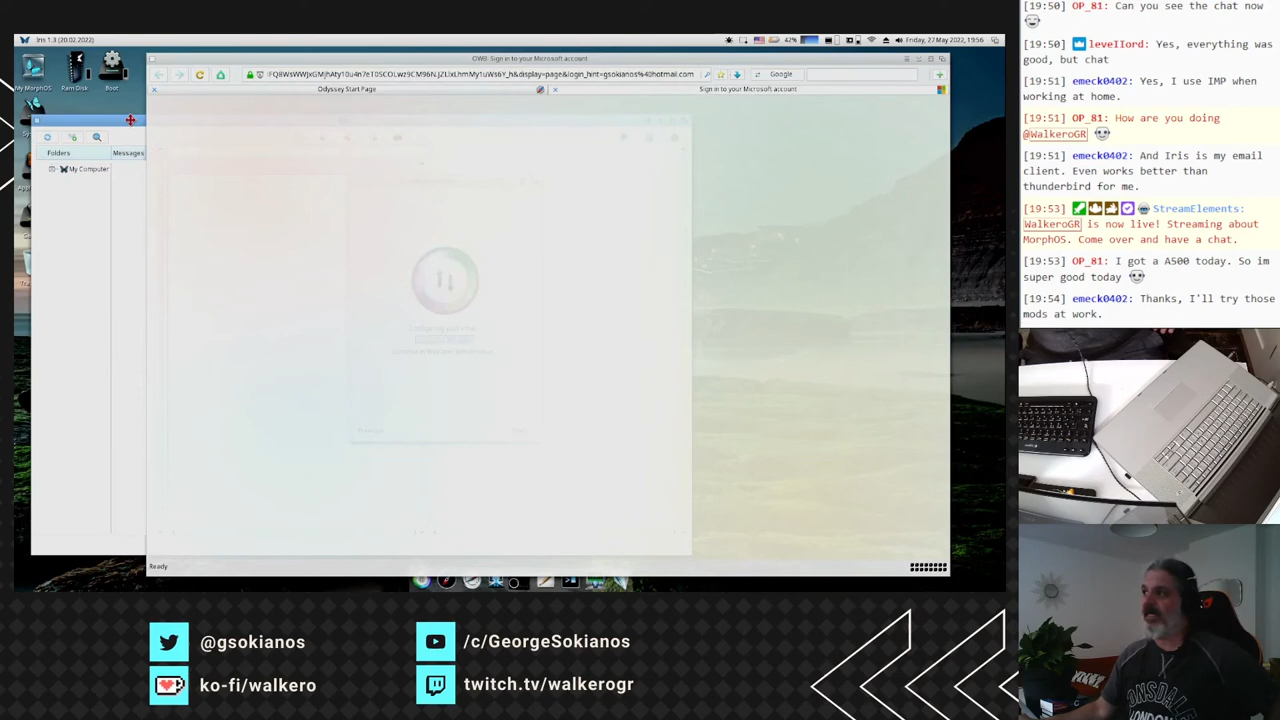 Iris 1.3 (20.02.2022)
42%
Friday, 27 May 2022, 19:56
My MorphOS
Ram Disk
Boot
OWB: Sign in to your Microsoft account
Google
Odyssey Start Page
Sign in to your Microsoft account
Folders
Messages
My Computer
Ready
[19:50] OP_81: Can you see the chat now
[19:50] leveIIord: Yes, everything was
good, but chat
[19:51] emeck0402: Yes, I use IMP when
working at home.
[19:51] OP_81: How are you doing
@WalkeroGR
[19:51] emeck0402: And Iris is my email
client. Even works better than
thunderbird for me.
[19:53] StreamElements:
WalkeroGR is now live! Streaming about
MorphOS. Come over and have a chat.
[19:53] OP_81: I got a A500 today. So im
super good today
[19:54] emeck0402: Thanks, I'll try those
mods at work.
@gsokianos
/c/GeorgeSokianos
ko-fi/walkero
twitch.tv/walkerogr
LONSDALE
LONDON